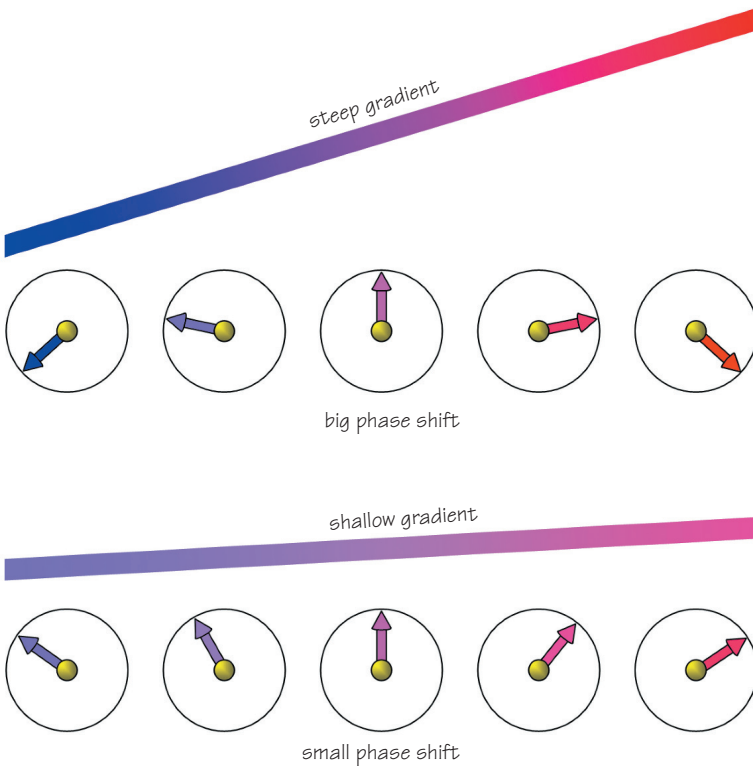 steep gradient
big phase shift
shallow gradient
small phase shift